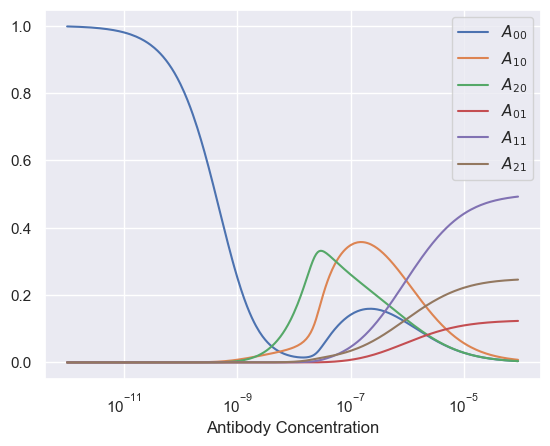 1.0
0.8
0.6
0.4
0.2
0.0
10⁻¹¹ 10⁻⁹ 10⁻⁷ 10⁻⁵
Antibody Concentration
A₀₀
A₁₀
A₂₀
A₀₁
A₁₁
A₂₁